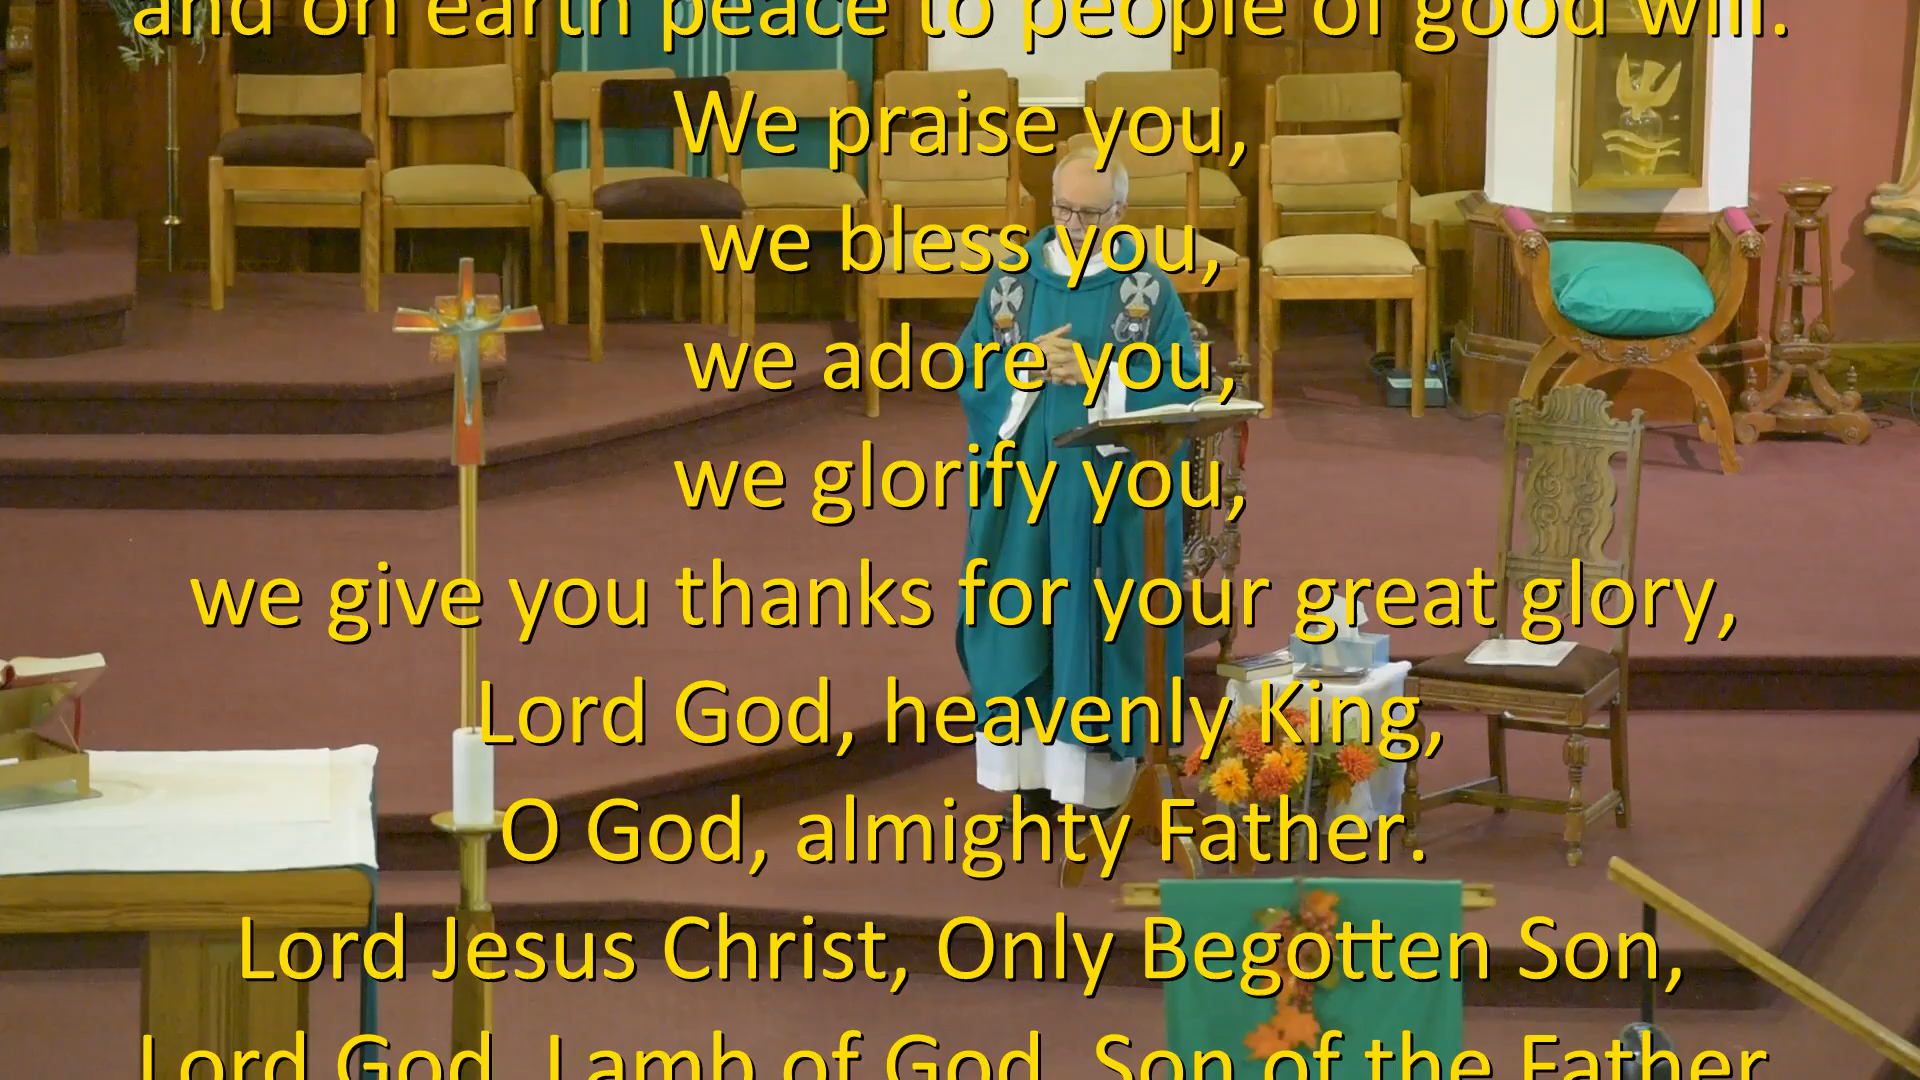 and on earth peace to people of good will.
We praise you,
we bless you,
we adore you,
we glorify you,
we give you thanks for your great glory,
Lord God, heavenly King,
O God, almighty Father.
Lord Jesus Christ, Only Begotten Son,
Lord God, Lamb of God, Son of the Father,